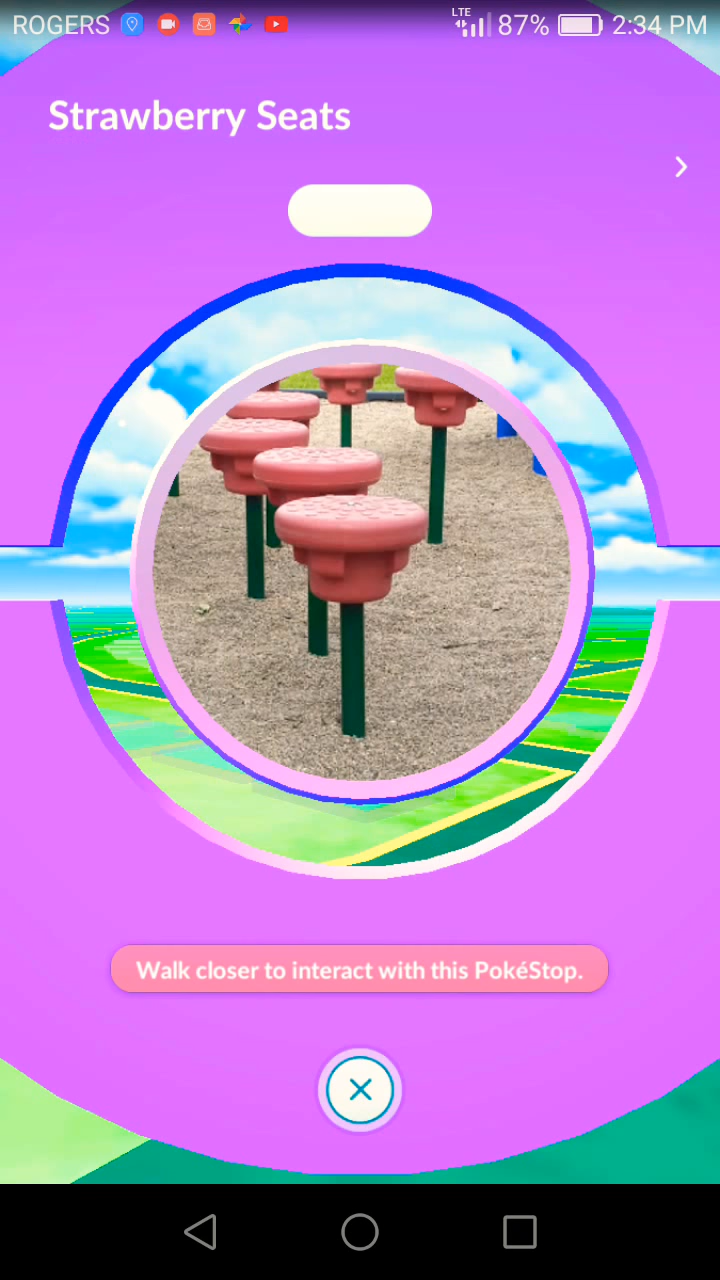 ROGERS LTE 87% 2:34 PM
Strawberry Seats
Walk closer to interact with this PokéStop.